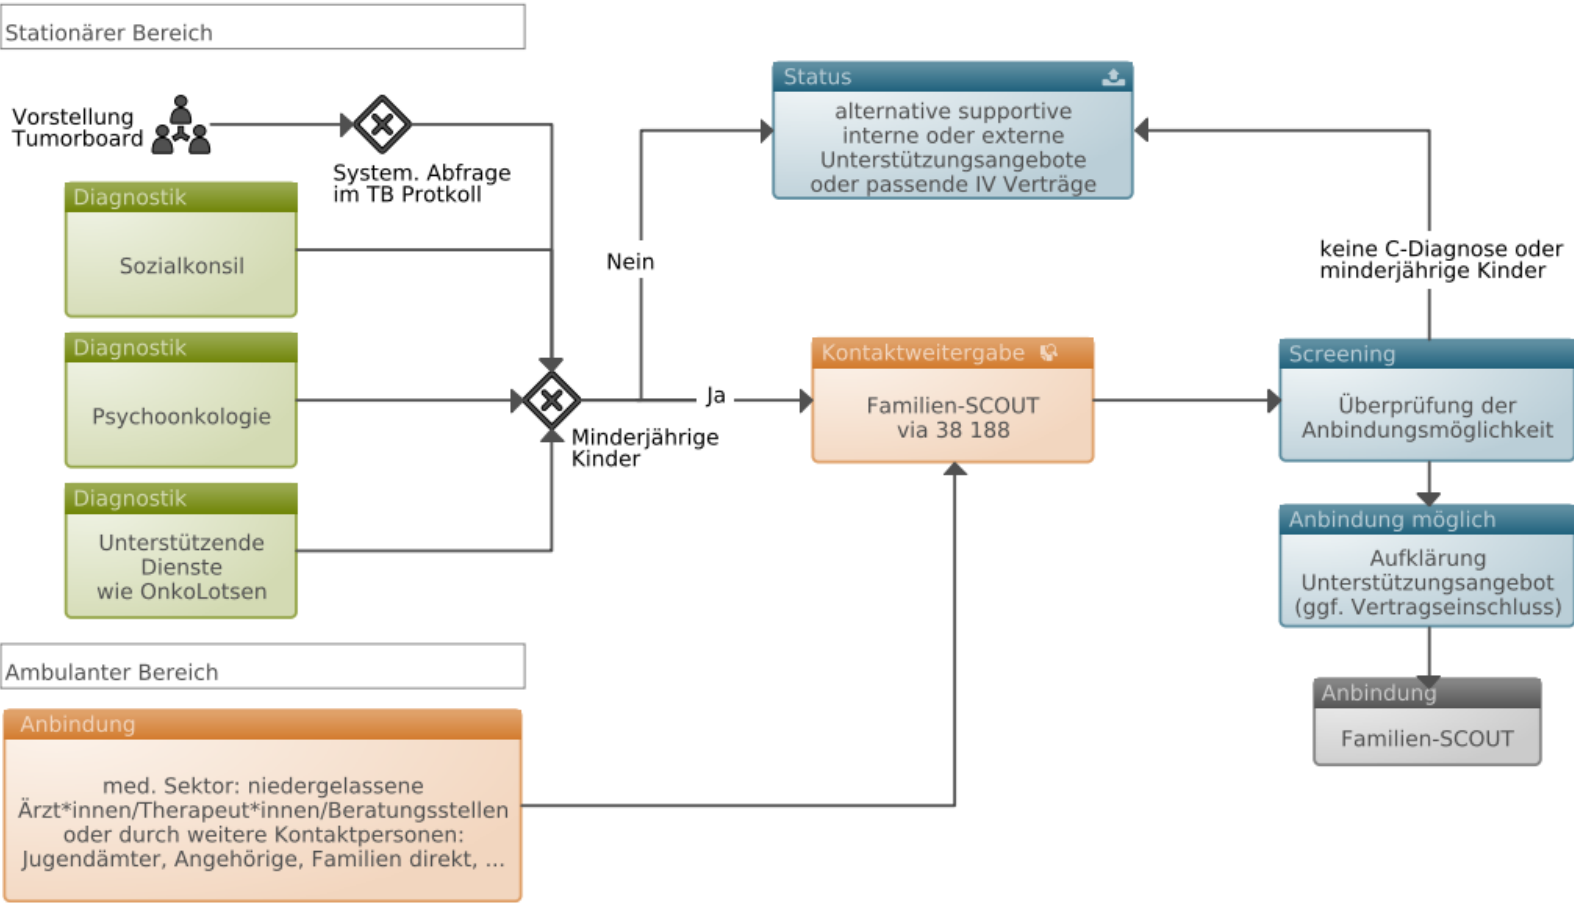 Stationärer Bereich
Vorstellung
Tumorboard
System. Abfrage
im TB Protkoll
Diagnostik
Sozialkonsil
Diagnostik
Psychoonkologie
Diagnostik
Unterstützende
Dienste
wie OnkoLotsen
Minderjährige
Kinder
Nein
Ja
Status
alternative supportive
interne oder externe
Unterstützungsangebote
oder passende IV Verträge
Kontaktweitergabe
Familien-SCOUT
via 38 188
keine C-Diagnose oder
minderjährige Kinder
Screening
Überprüfung der
Anbindungsmöglichkeit
Anbindung möglich
Aufklärung
Unterstützungsangebot
(ggf. Vertragseinschluss)
Anbindung
Familien-SCOUT
Ambulanter Bereich
Anbindung
med. Sektor: niedergelassene
Ärzt*innen/Therapeut*innen/Beratungsstellen
oder durch weitere Kontaktpersonen:
Jugendämter, Angehörige, Familien direkt, ...